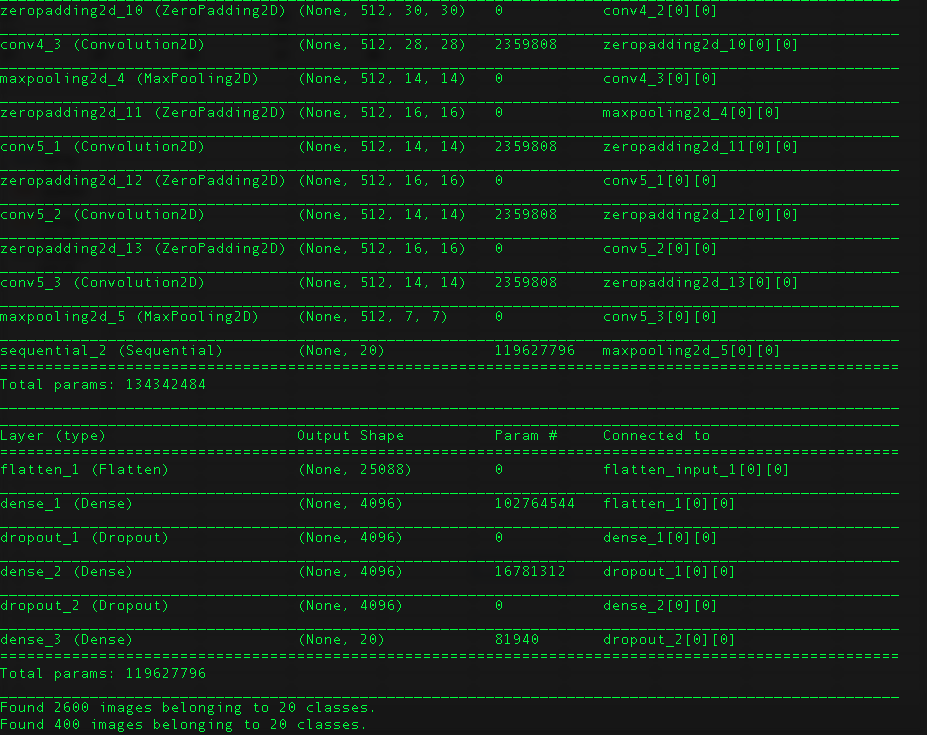 zeropadding2d_10 (ZeroPadding2D) (None, 512, 30, 30) 0 conv4_2[0][0]
conv4_3 (Convolution2D) (None, 512, 28, 28) 2359808 zeropadding2d_10[0][0]
maxpooling2d_4 (MaxPooling2D) (None, 512, 14, 14) 0 conv4_3[0][0]
zeropadding2d_11 (ZeroPadding2D) (None, 512, 16, 16) 0 maxpooling2d_4[0][0]
conv5_1 (Convolution2D) (None, 512, 14, 14) 2359808 zeropadding2d_11[0][0]
zeropadding2d_12 (ZeroPadding2D) (None, 512, 16, 16) 0 conv5_1[0][0]
conv5_2 (Convolution2D) (None, 512, 14, 14) 2359808 zeropadding2d_12[0][0]
zeropadding2d_13 (ZeroPadding2D) (None, 512, 16, 16) 0 conv5_2[0][0]
conv5_3 (Convolution2D) (None, 512, 14, 14) 2359808 zeropadding2d_13[0][0]
maxpooling2d_5 (MaxPooling2D) (None, 512, 7, 7) 0 conv5_3[0][0]
sequential_2 (Sequential) (None, 20) 119627796 maxpooling2d_5[0][0]
Total params: 134342484
Layer (type) Output Shape Param # Connected to
flatten_1 (Flatten) (None, 25088) 0 flatten_input_1[0][0]
dense_1 (Dense) (None, 4096) 102764544 flatten_1[0][0]
dropout_1 (Dropout) (None, 4096) 0 dense_1[0][0]
dense_2 (Dense) (None, 4096) 16781312 dropout_1[0][0]
dropout_2 (Dropout) (None, 4096) 0 dense_2[0][0]
dense_3 (Dense) (None, 20) 81940 dropout_2[0][0]
Total params: 119627796
Found 2600 images belonging to 20 classes.
Found 400 images belonging to 20 classes.